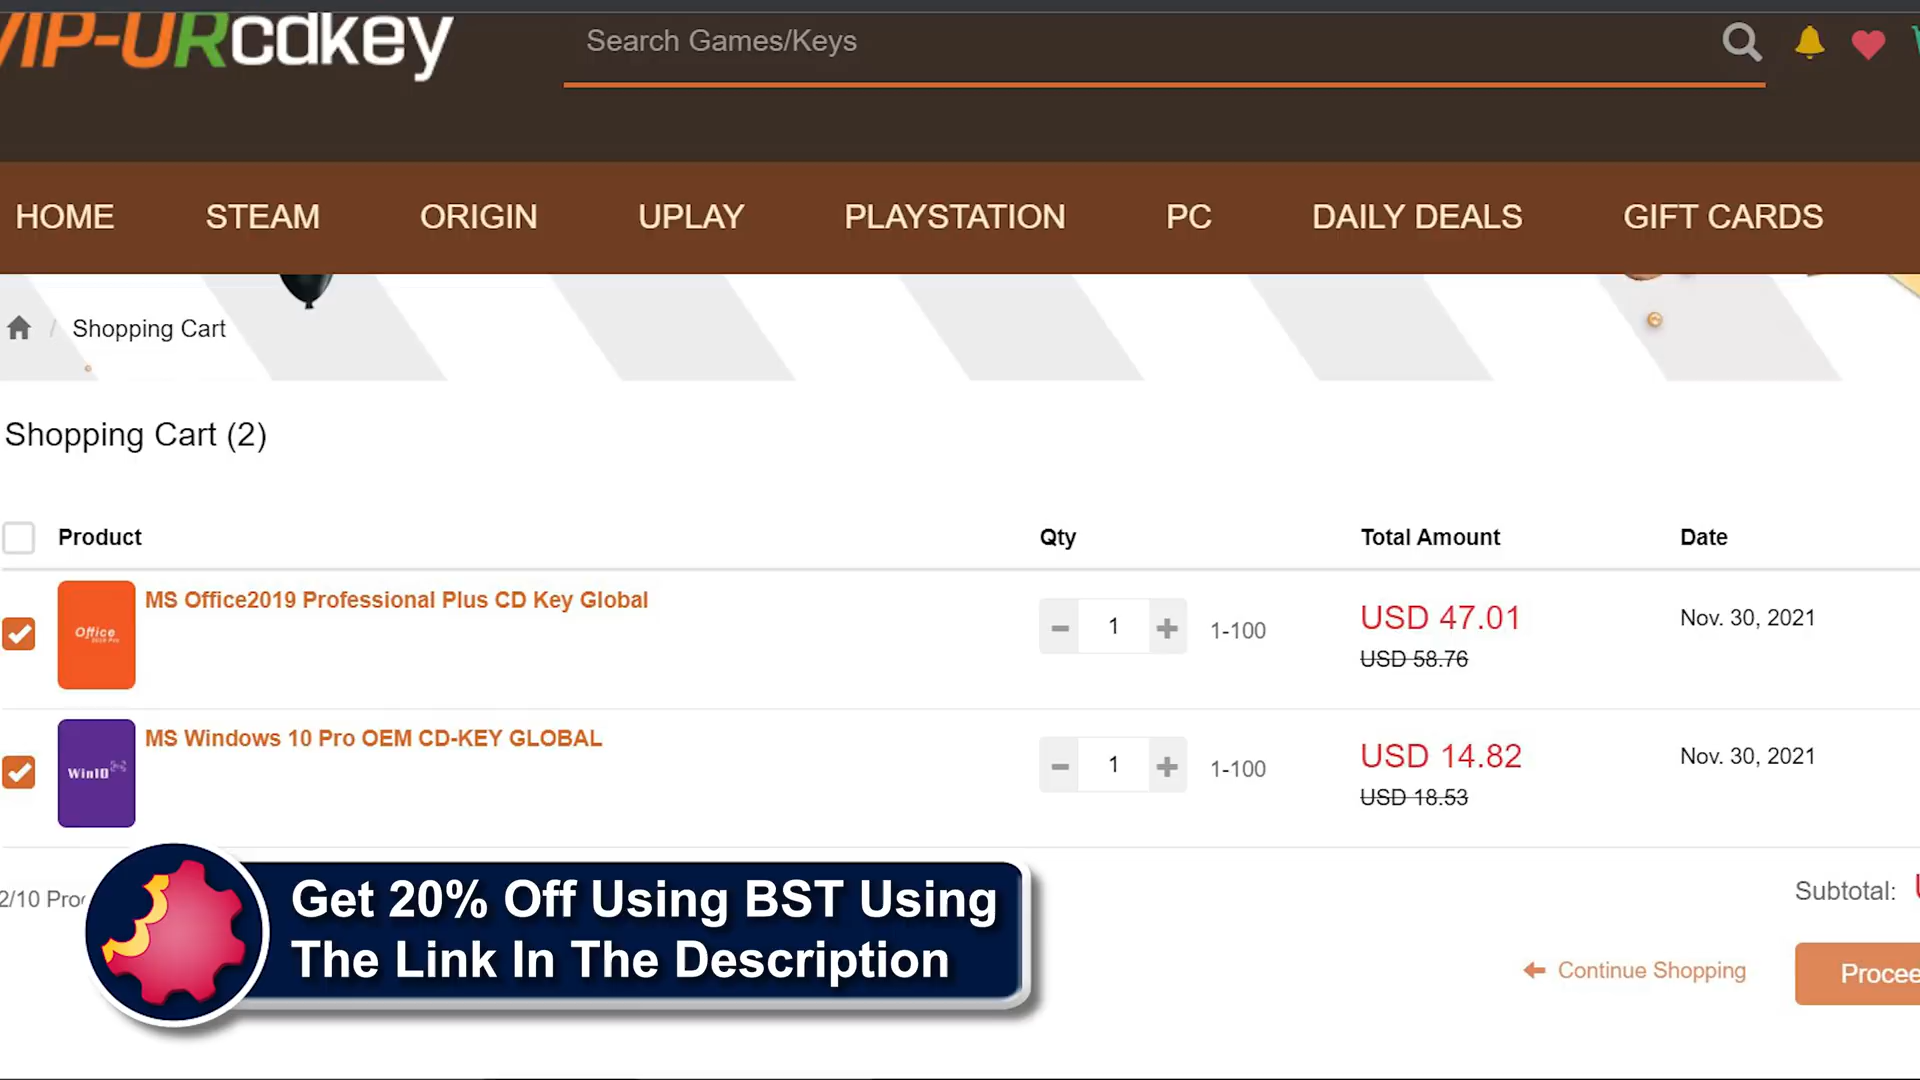 VIP-URcdkey
Search Games/Keys
HOME STEAM ORIGIN UPLAY PLAYSTATION PC DAILY DEALS GIFT CARDS
/ Shopping Cart
Shopping Cart (2)
Product Qty Total Amount Date
Office
MS Office2019 Professional Plus CD Key Global
1 1-100
USD 47.01
USD 58.76
Nov. 30, 2021
Win10
MS Windows 10 Pro OEM CD-KEY GLOBAL
1 1-100
USD 14.82
USD 18.53
Nov. 30, 2021
2/10
Subtotal:
Get 20% Off Using BST Using
The Link In The Description
Continue Shopping
Procee